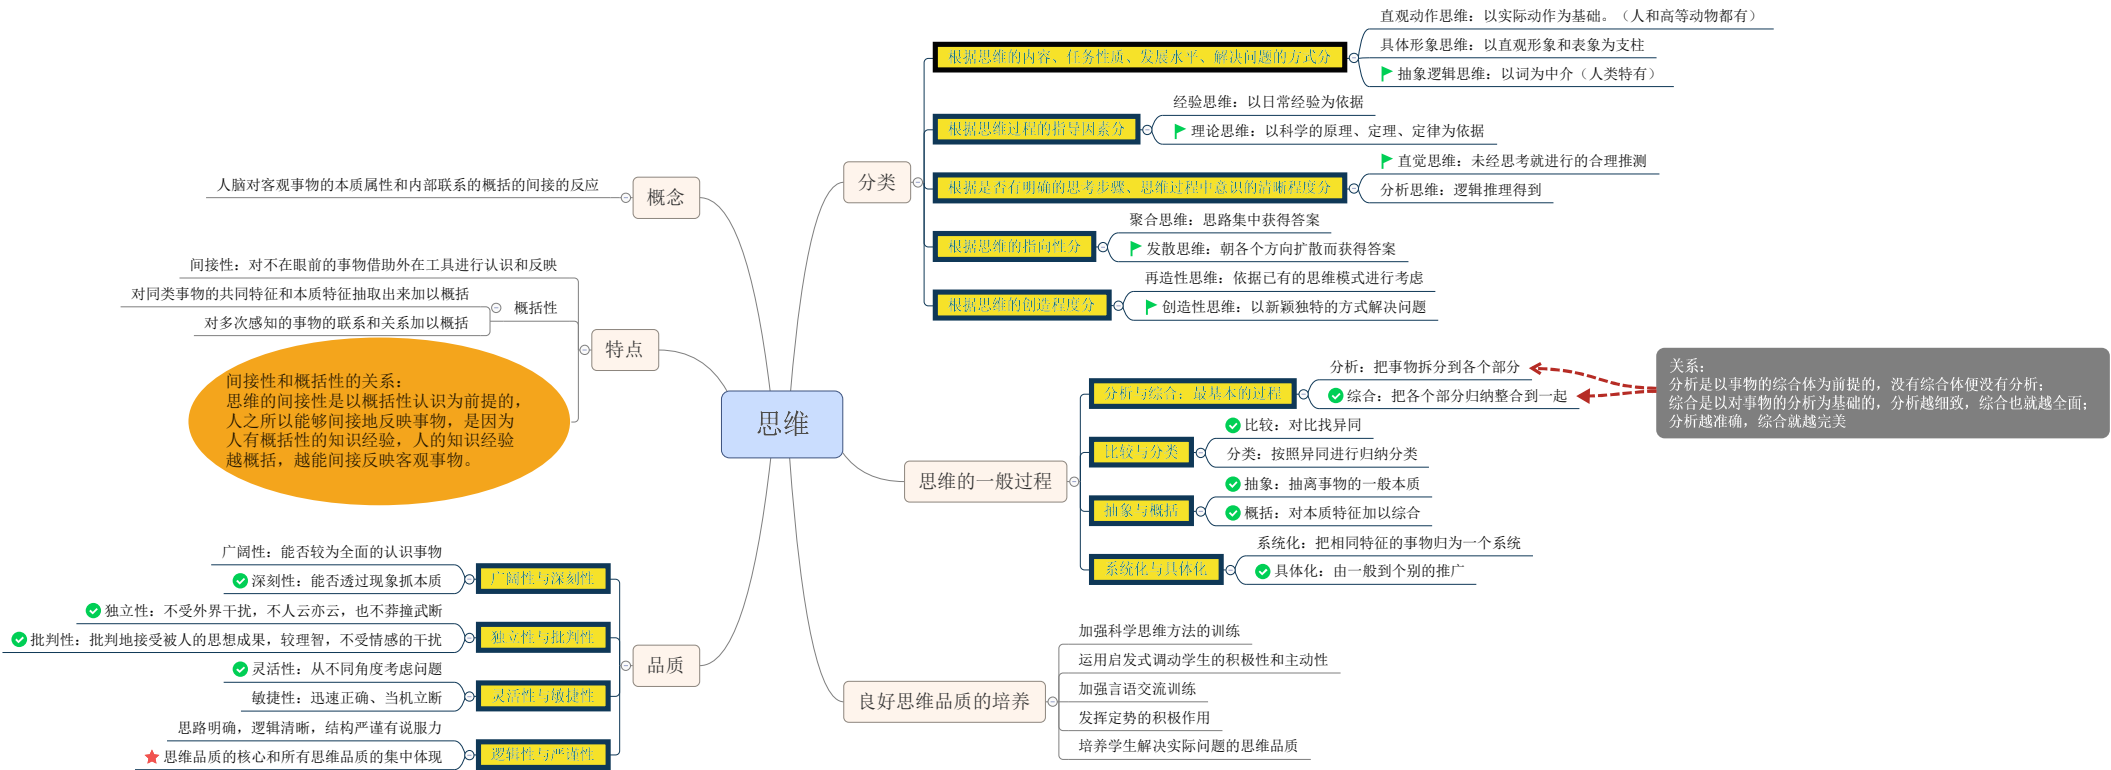 思维
概念
人脑对客观事物的本质属性和内部联系的概括的间接的反应
特点
间接性：对不在眼前的事物借助外在工具进行认识和反映
概括性
对同类事物的共同特征和本质特征抽取出来加以概括
对多次感知的事物的联系和关系加以概括
间接性和概括性的关系：
思维的间接性是以概括性认识为前提的，
人之所以能够间接地反映事物，是因为
人有概括性的知识经验，人的知识经验
越概括，越能间接反映客观事物。
品质
广阔性与深刻性
广阔性：能否较为全面的认识事物
深刻性：能否透过现象抓本质
独立性与批判性
独立性：不受外界干扰，不人云亦云，也不莽撞武断
批判性：批判地接受被人的思想成果，较理智，不受情感的干扰
灵活性与敏捷性
灵活性：从不同角度考虑问题
敏捷性：迅速正确、当机立断
逻辑性与严谨性
思路明确，逻辑清晰，结构严谨有说服力
思维品质的核心和所有思维品质的集中体现
分类
根据思维的内容、任务性质、发展水平、解决问题的方式分
直观动作思维：以实际动作为基础。（人和高等动物都有）
具体形象思维：以直观形象和表象为支柱
抽象逻辑思维：以词为中介（人类特有）
根据思维过程的指导因素分
经验思维：以日常经验为依据
理论思维：以科学的原理、定理、定律为依据
根据是否有明确的思考步骤、思维过程中意识的清晰程度分
直觉思维：未经思考就进行的合理推测
分析思维：逻辑推理得到
根据思维的指向性分
聚合思维：思路集中获得答案
发散思维：朝各个方向扩散而获得答案
根据思维的创造程度分
再造性思维：依据已有的思维模式进行考虑
创造性思维：以新颖独特的方式解决问题
思维的一般过程
分析与综合：最基本的过程
分析：把事物拆分到各个部分
综合：把各个部分归纳整合到一起
关系：
分析是以事物的综合体为前提的，没有综合体便没有分析；
综合是以对事物的分析为基础的，分析越细致，综合也就越全面；
分析越准确，综合就越完美
比较与分类
比较：对比找异同
分类：按照异同进行归纳分类
抽象与概括
抽象：抽离事物的一般本质
概括：对本质特征加以综合
系统化与具体化
系统化：把相同特征的事物归为一个系统
具体化：由一般到个别的推广
良好思维品质的培养
加强科学思维方法的训练
运用启发式调动学生的积极性和主动性
加强言语交流训练
发挥定势的积极作用
培养学生解决实际问题的思维品质